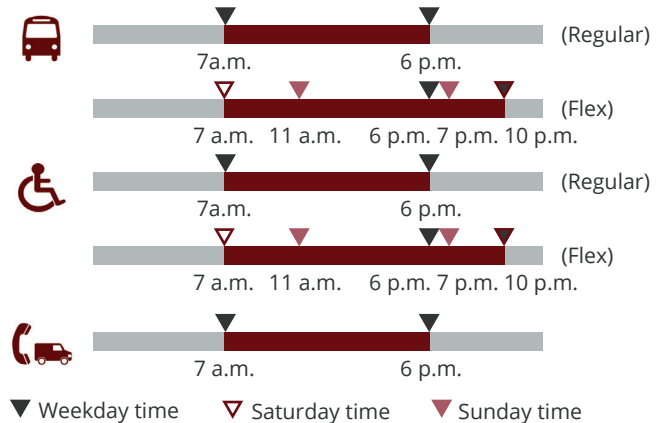 (Regular)
7a.m. 6 p.m.
(Flex)
7 a.m. 11 a.m. 6 p.m. 7 p.m. 10 p.m.
(Regular)
7a.m. 6 p.m.
(Flex)
7 a.m. 11 a.m. 6 p.m. 7 p.m. 10 p.m.
7 a.m. 6 p.m.
Weekday time Saturday time Sunday time